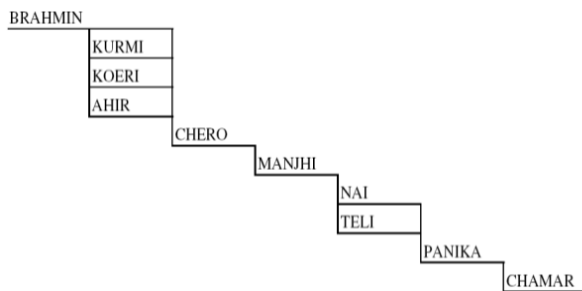 BRAHMIN
KURMI
KOERI
AHIR
CHERO
MANJHI
NAI
TELI
PANIKA
CHAMAR